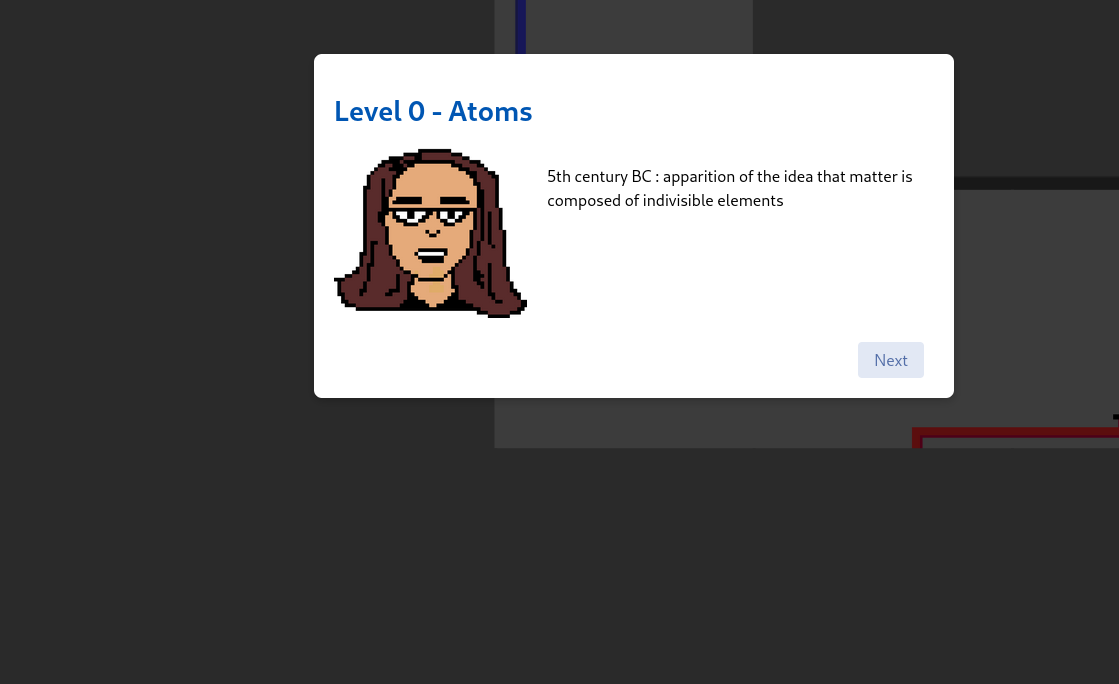 Level 0 - Atoms
5th century BC : apparition of the idea that matter is
composed of indivisible elements
Next